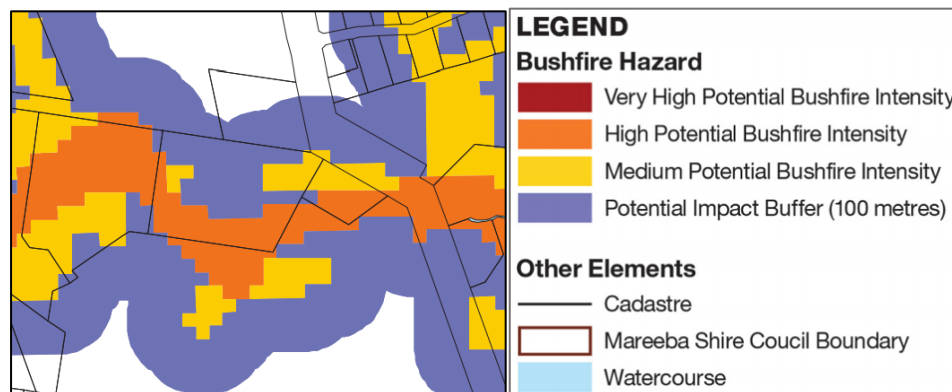 LEGEND
Bushfire Hazard
Very High Potential Bushfire Intensity
High Potential Bushfire Intensity
Medium Potential Bushfire Intensity
Potential Impact Buffer (100 metres)
Other Elements
Cadastre
Mareeba Shire Coucil Boundary
Watercourse